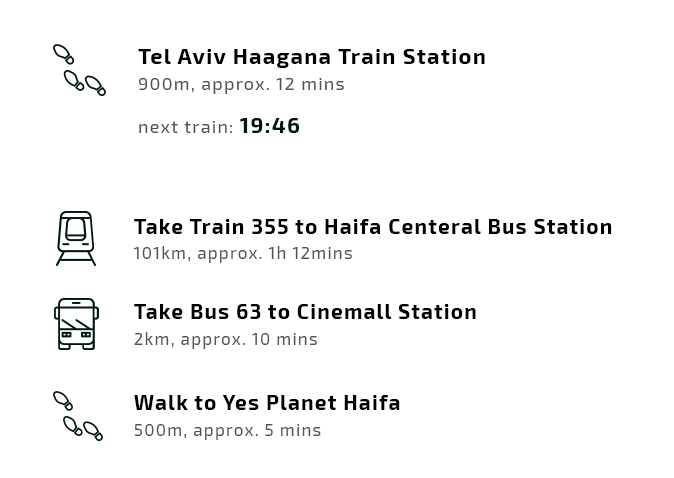 Tel Aviv Haagana Train Station
900m, approx. 12 mins
next train: 19:46
Take Train 355 to Haifa Centeral Bus Station
101km, approx. 1h 12mins
Take Bus 63 to Cinemall Station
2km, approx. 10 mins
Walk to Yes Planet Haifa
500m, approx. 5 mins